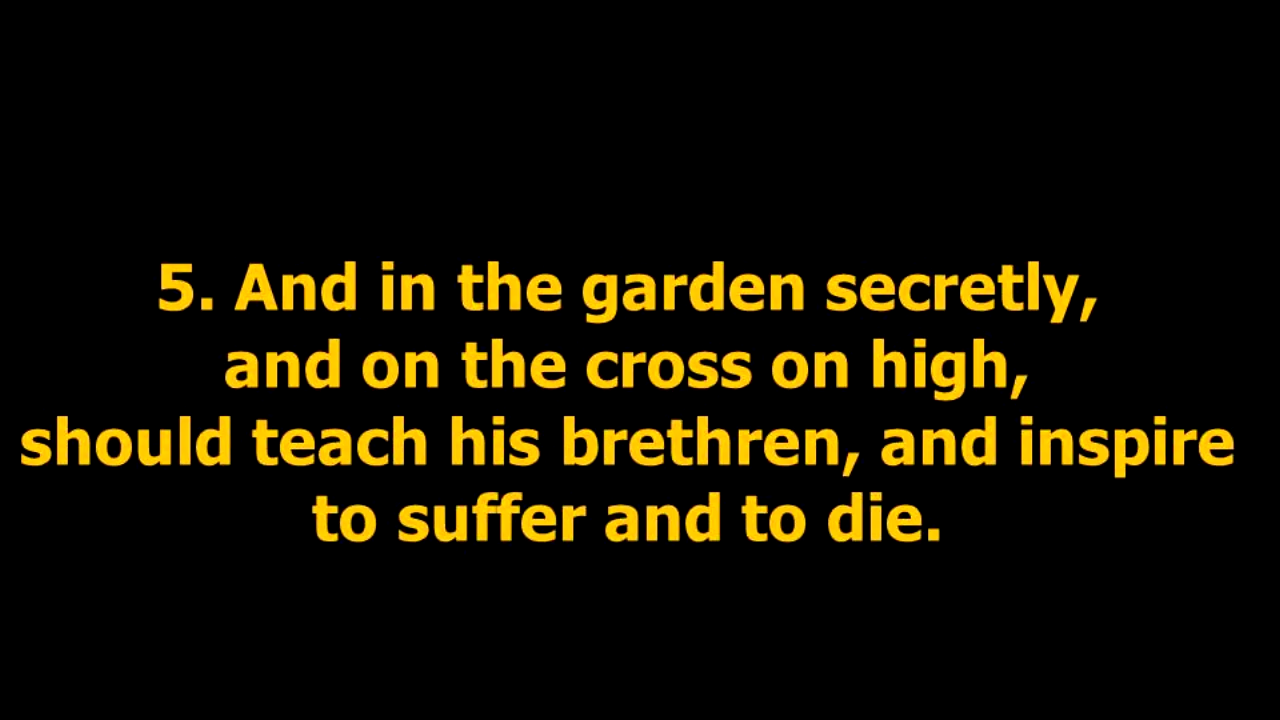 5. And in the garden secretly,
and on the cross on high,
should teach his brethren, and inspire
to suffer and to die.